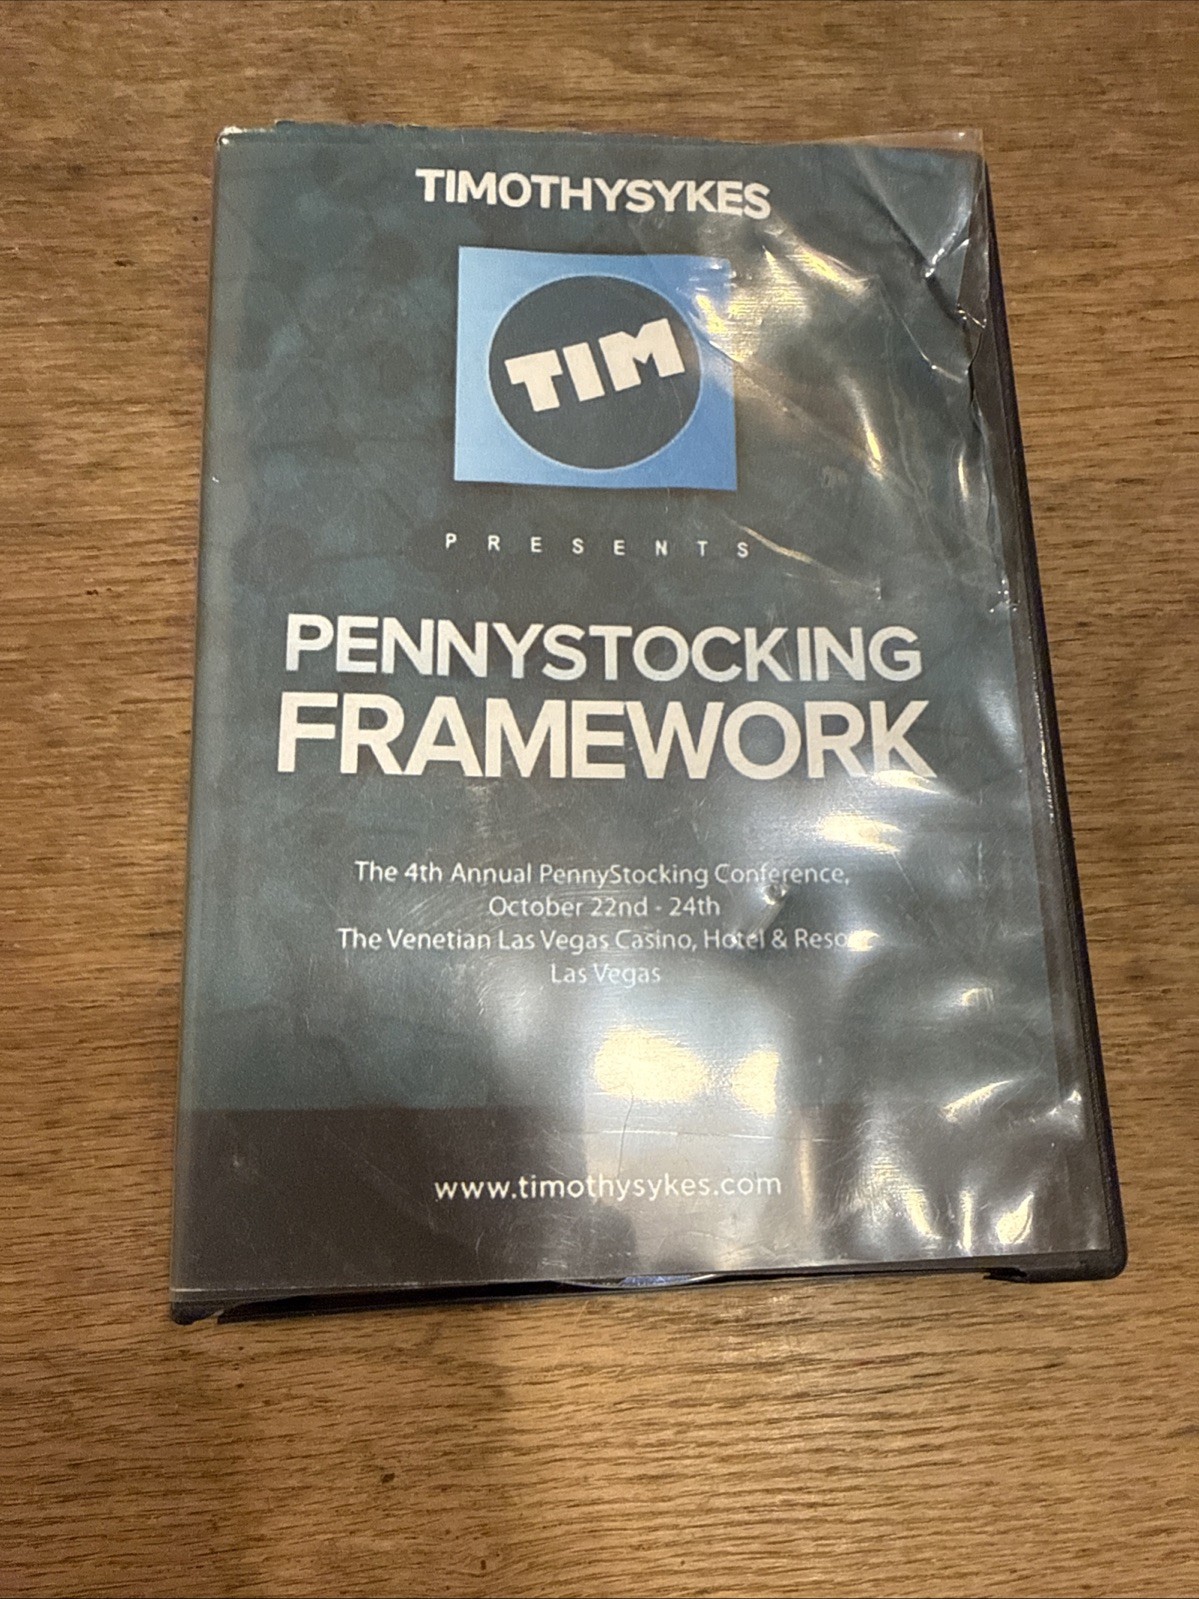 TIMOTHYSYKES
TIM
PRESENTS
PENNYSTOCKING
FRAMEWORK
The 4th Annual PennyStocking Conference,
October 22nd - 24th
The Venetian Las Vegas Casino, Hotel & Reso
Las Vegas
www.timothysykes.com